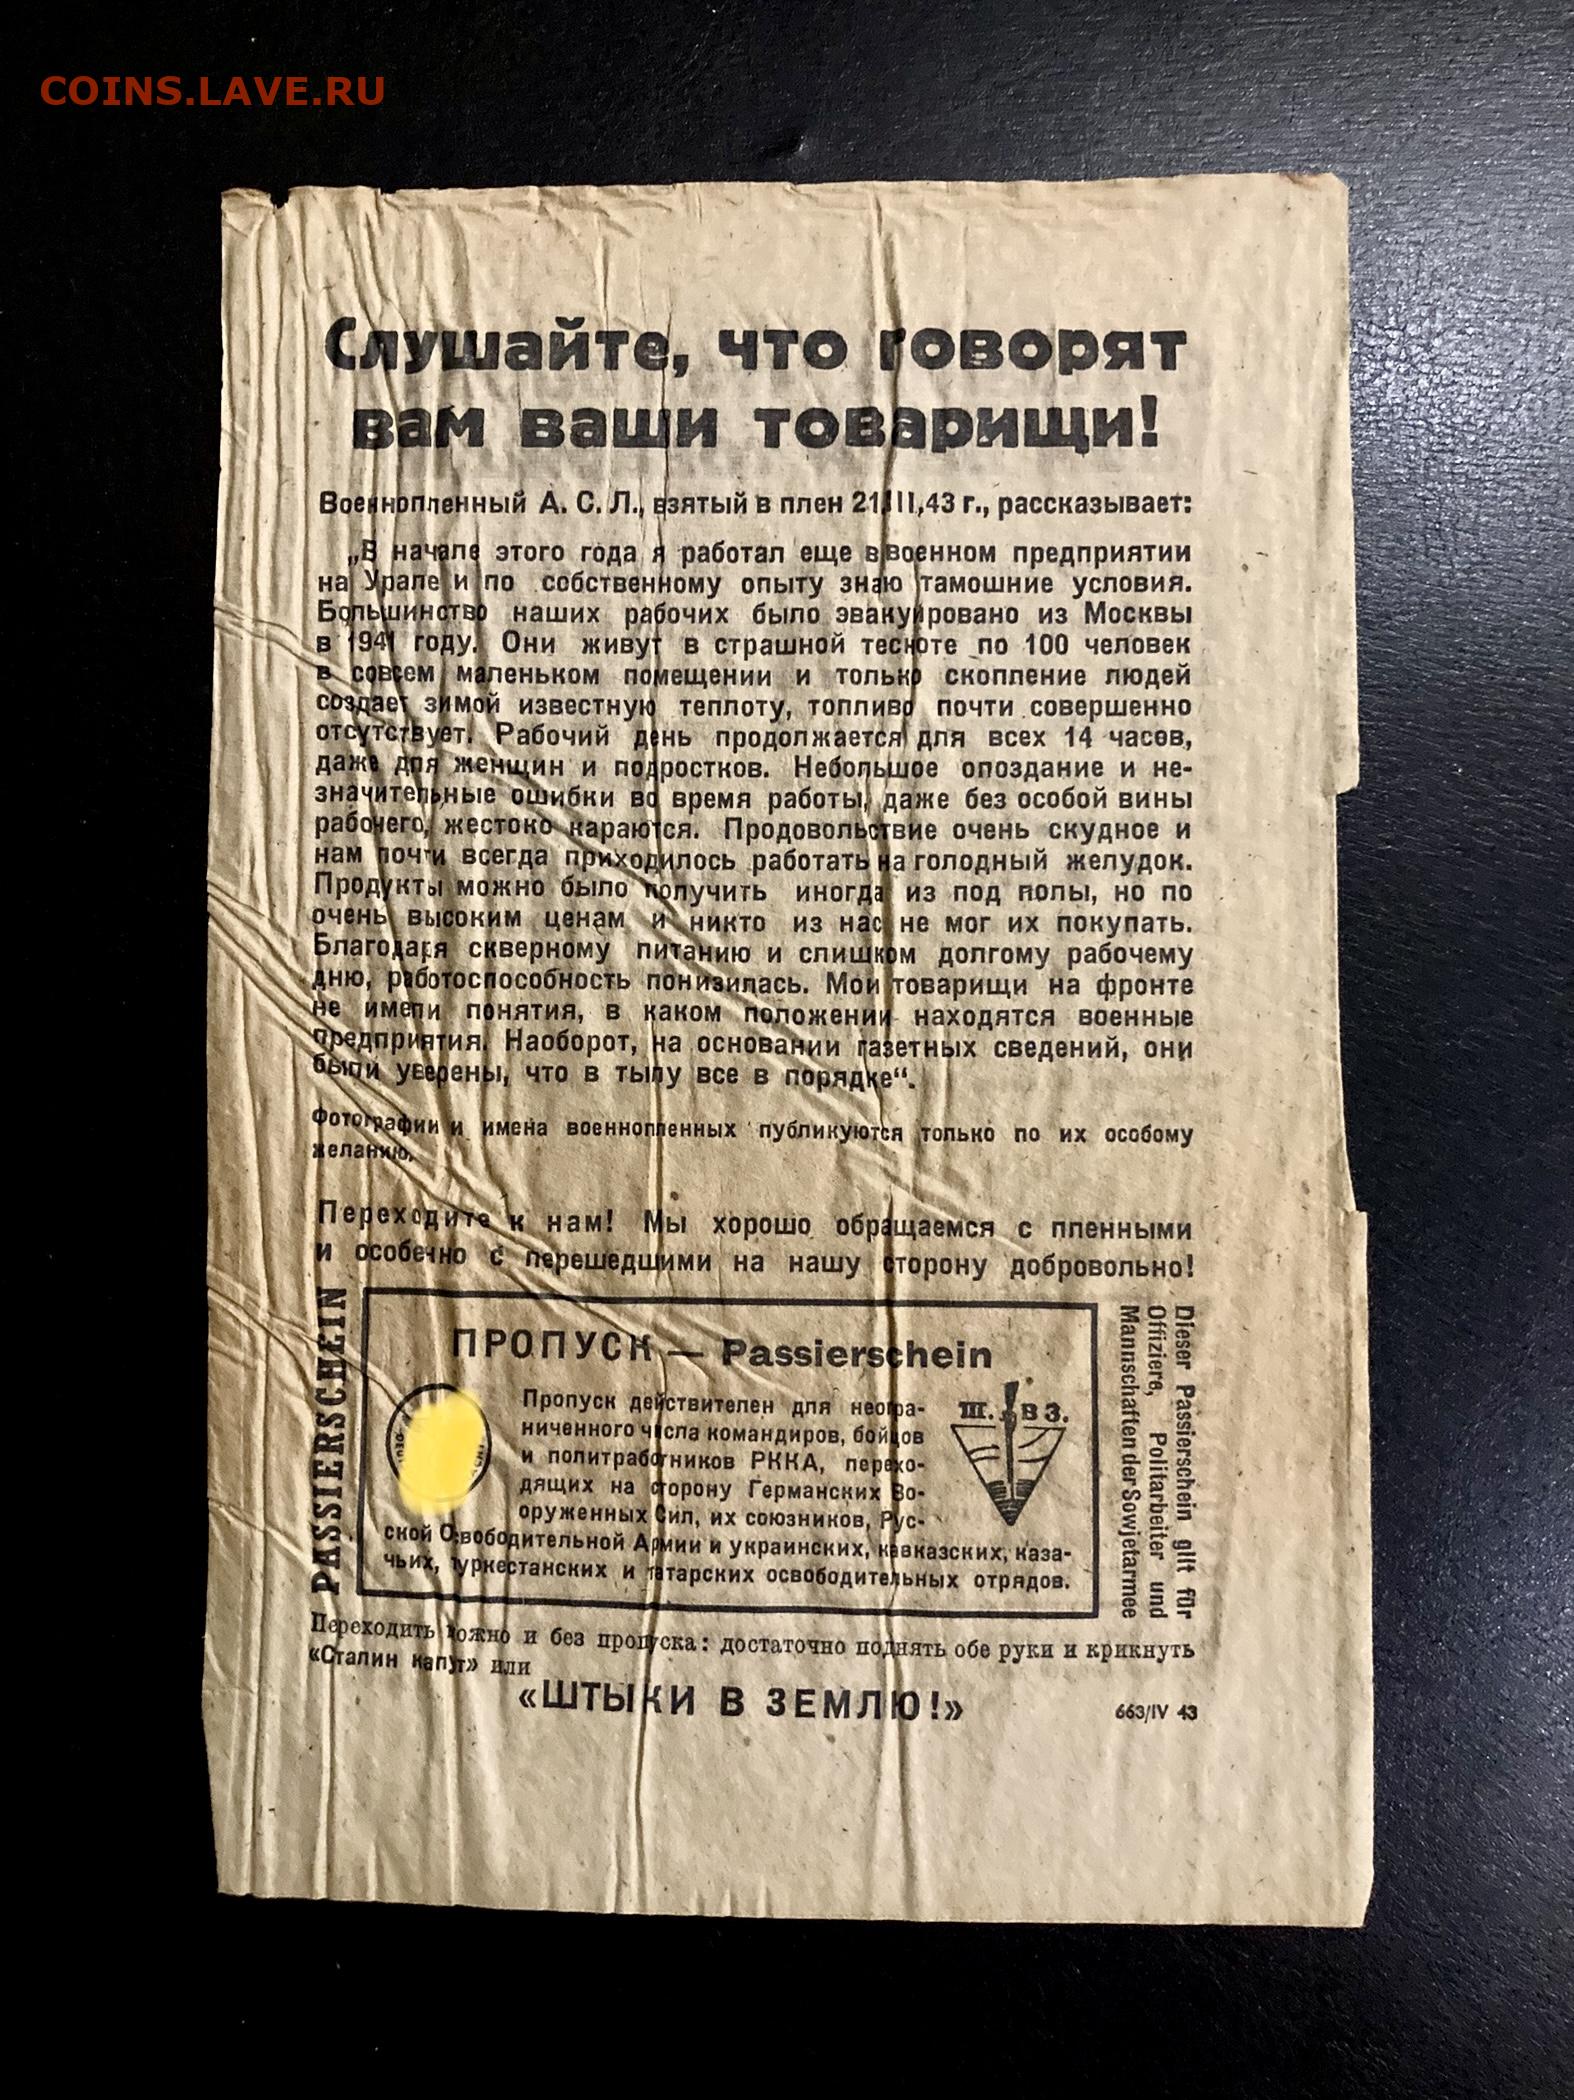 COINS.LAVE.RU
Слушайте, что говорят
вам ваши товарищи!
Военнопленный А. С. Л., взятый в плен 21.III.43 г., рассказывает:
„В начале этого года я работал еще в военном предприятии
на Урале и по собственному опыту знаю тамошние условия.
Большинство наших рабочих было эвакуировано из Москвы
в 1941 году. Они живут в страшной тесноте по 100 человек
в совсем маленьком помещении и только скопление людей
создает зимой известную теплоту, топливо почти совершенно
отсутствует. Рабочий день продолжается для всех 14 часов,
даже для женщин и подростков. Небольшое опоздание и не-
значительные ошибки во время работы, даже без особой вины
рабочего, жестоко караются. Продовольствие очень скудное и
нам почти всегда приходилось работать на голодный желудок.
Продукты можно было получить иногда из под полы, но по
очень высоким ценам и никто из нас не мог их покупать.
Благодаря скверному питанию и слишком долгому рабочему
дню, работоспособность понизилась. Мои товарищи на фронте
не имели понятия, в каком положении находятся военные
предприятия. Наоборот, на основании газетных сведений, они
были уверены, что в тылу все в порядке“.
Фотографии и имена военнопленных публикуются только по их особому
желанию.
Переходите к нам! Мы хорошо обращаемся с пленными
и особенно с перешедшими на нашу сторону добровольно!
PASSIERSCHEIN
ПРОПУСК — Passierschein
Пропуск действителен для неогра-
ниченного числа командиров, бойцов
и политработников РККА, перехо-
дящих на сторону Германских Во-
оруженных Сил, их союзников, Рус-
ской Освободительной Армии и украинских, кавказских, каза-
чьих, туркестанских и татарских освободительных отрядов.
Ш. В З.
Dieser Passierschein gilt für
Offiziere, Politarbeiter und
Mannschaften der Sowjetarmee
Переходить можно и без пропуска: достаточно поднять обе руки и крикнуть
«Сталин капут» или
«ШТЫКИ В ЗЕМЛЮ!»
663/IV 43